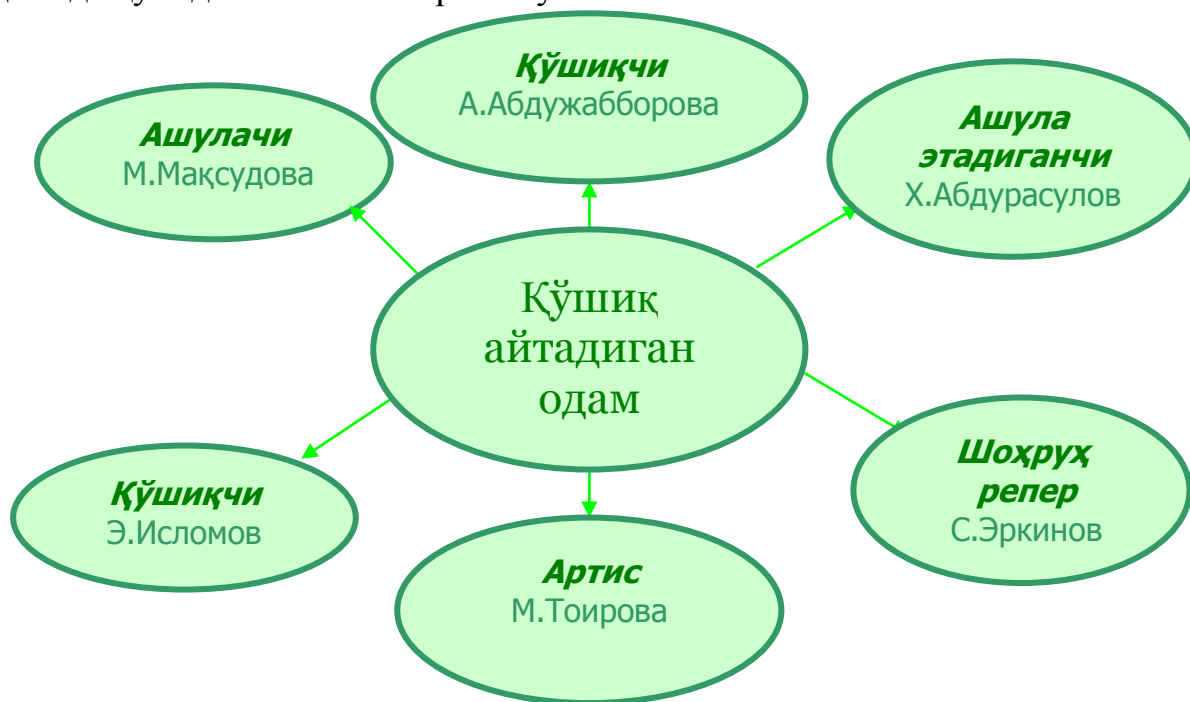 Қўшиқчи
А.Абдужабборова
Ашулачи
М.Мақсудова
Ашула
этадиганчи
Х.Абдурасулов
Қўшиқ
айтадиган
одам
Қўшиқчи
Э.Исломов
Артис
М.Тоирова
Шоҳруҳ
репер
С.Эркинов